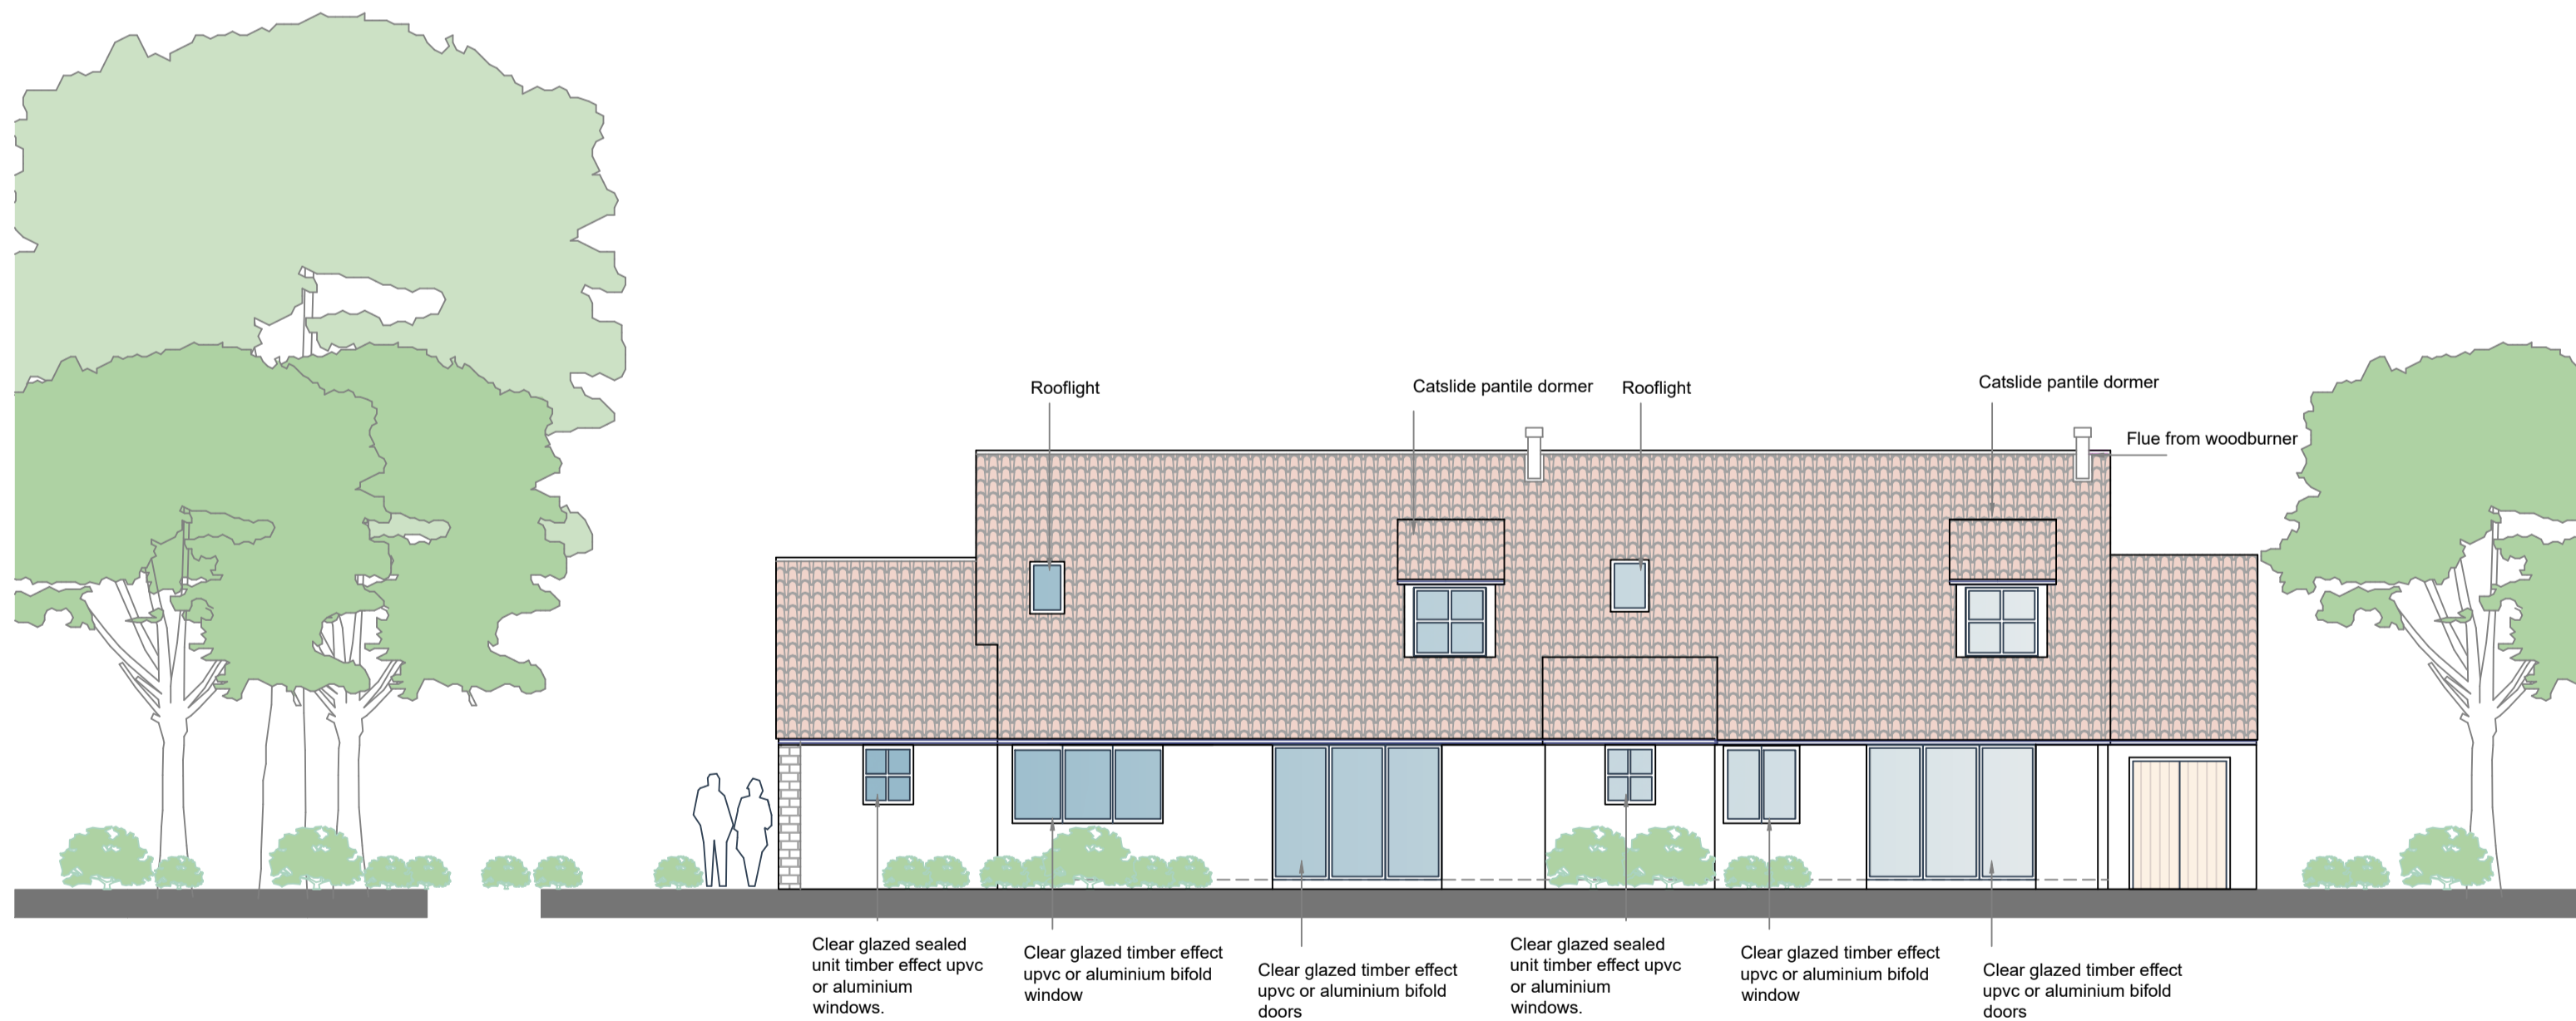 Rooflight
Catslide pantile dormer
Rooflight
Catslide pantile dormer
Flue from woodburner
Clear glazed sealed
unit timber effect upvc
or aluminium
windows.
Clear glazed timber effect
upvc or aluminium bifold
window
Clear glazed timber effect
upvc or aluminium bifold
doors
Clear glazed sealed
unit timber effect upvc
or aluminium
windows.
Clear glazed timber effect
upvc or aluminium bifold
window
Clear glazed timber effect
upvc or aluminium bifold
doors